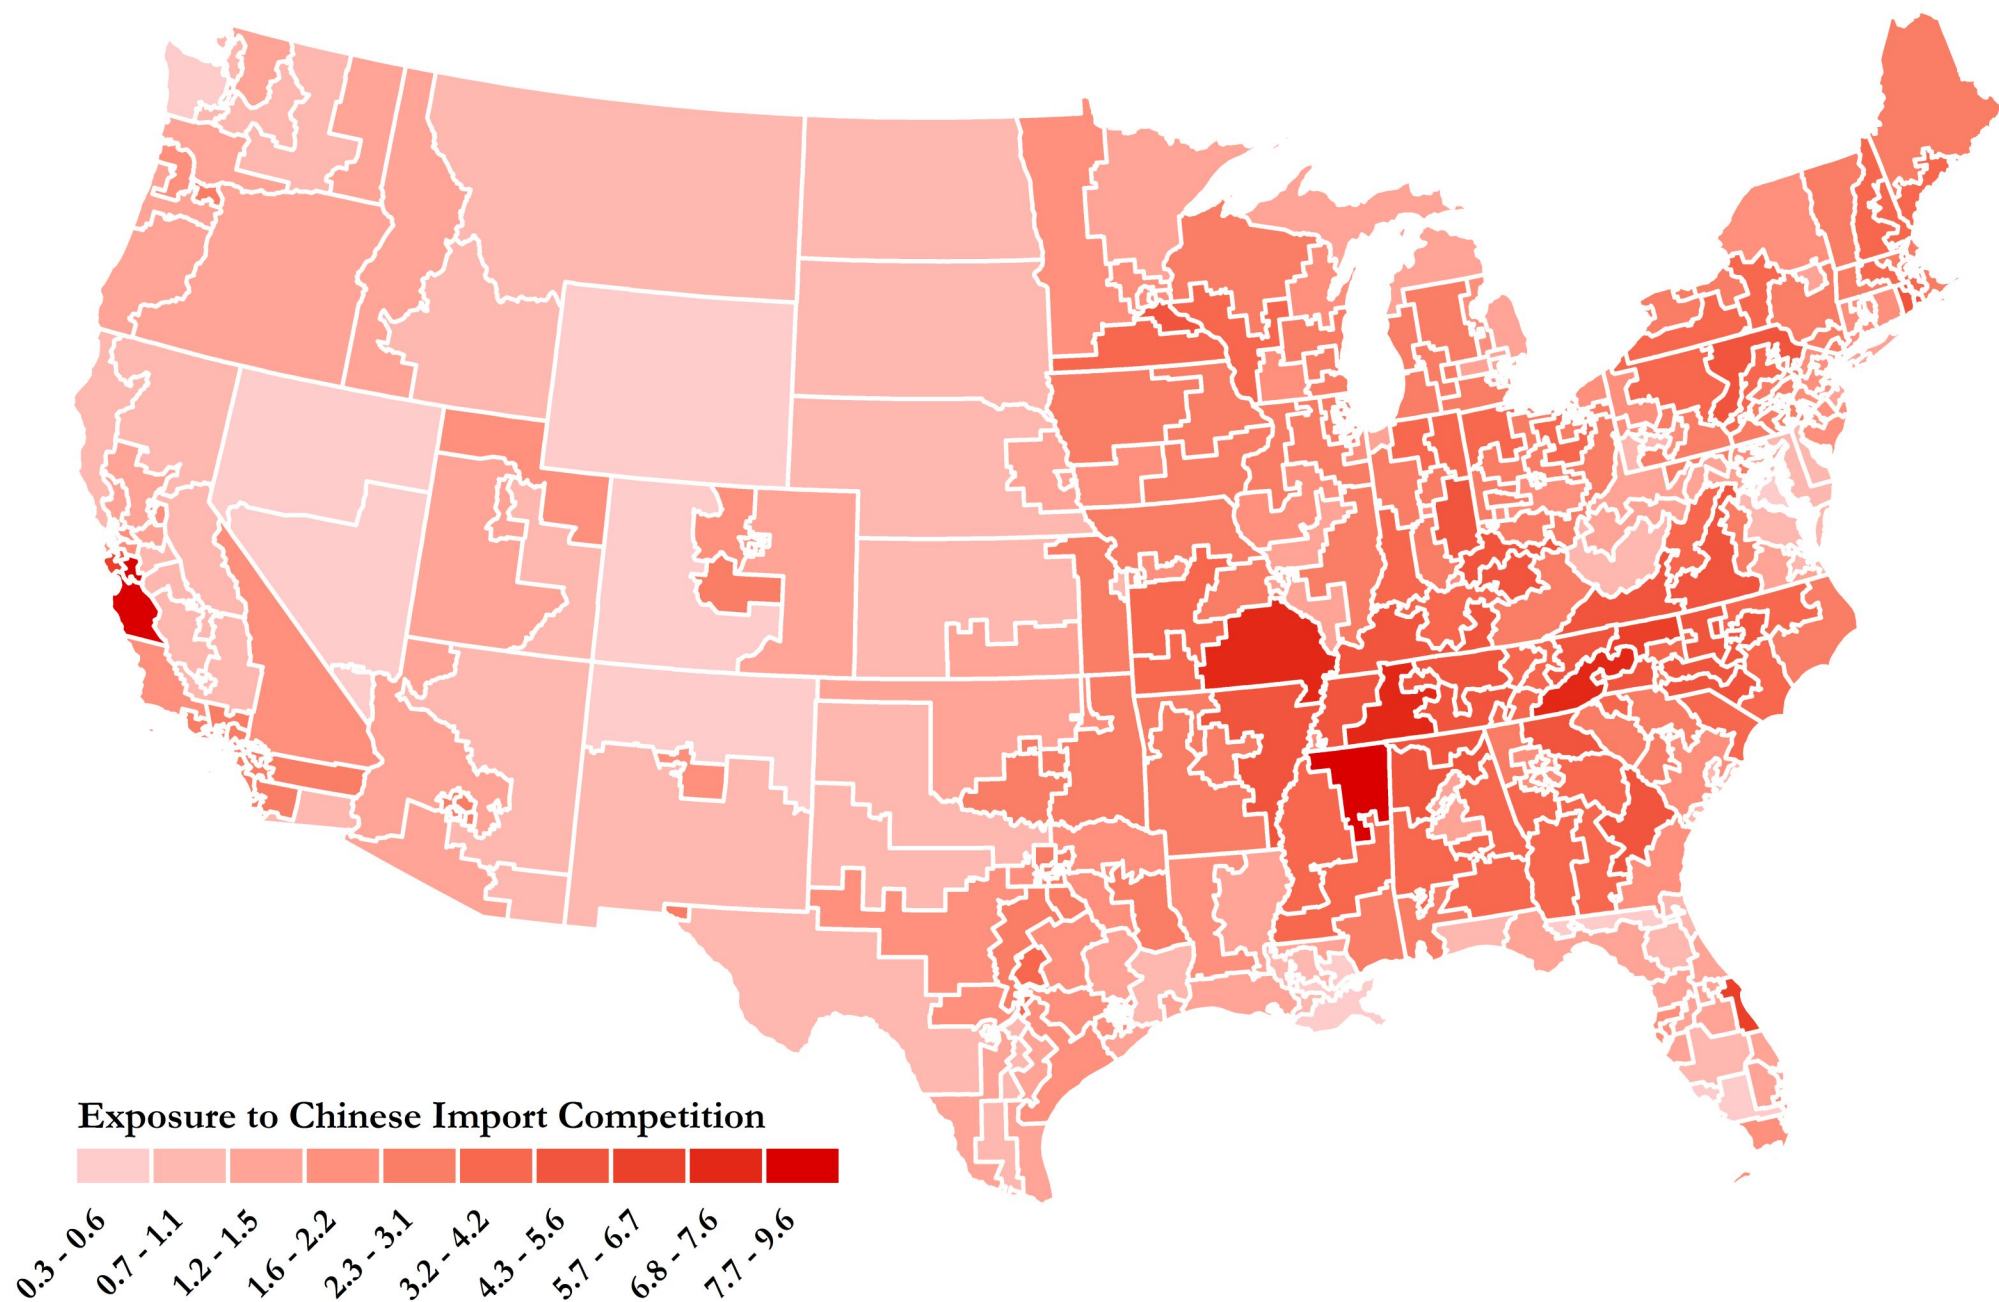 Exposure to Chinese Import Competition
0.3 - 0.6
0.7 - 1.1
1.2 - 1.5
1.6 - 2.2
2.3 - 3.1
3.2 - 4.2
4.3 - 5.6
5.7 - 6.7
6.8 - 7.6
7.7 - 9.6